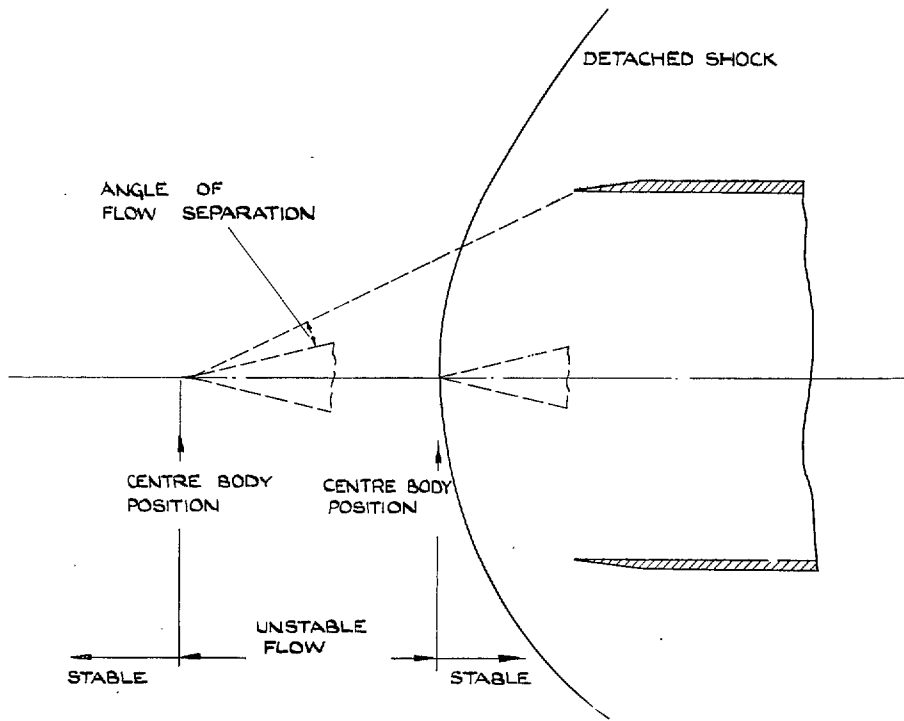 DETACHED SHOCK
ANGLE OF
FLOW SEPARATION
CENTRE BODY
POSITION
CENTRE BODY
POSITION
UNSTABLE
FLOW
STABLE
STABLE